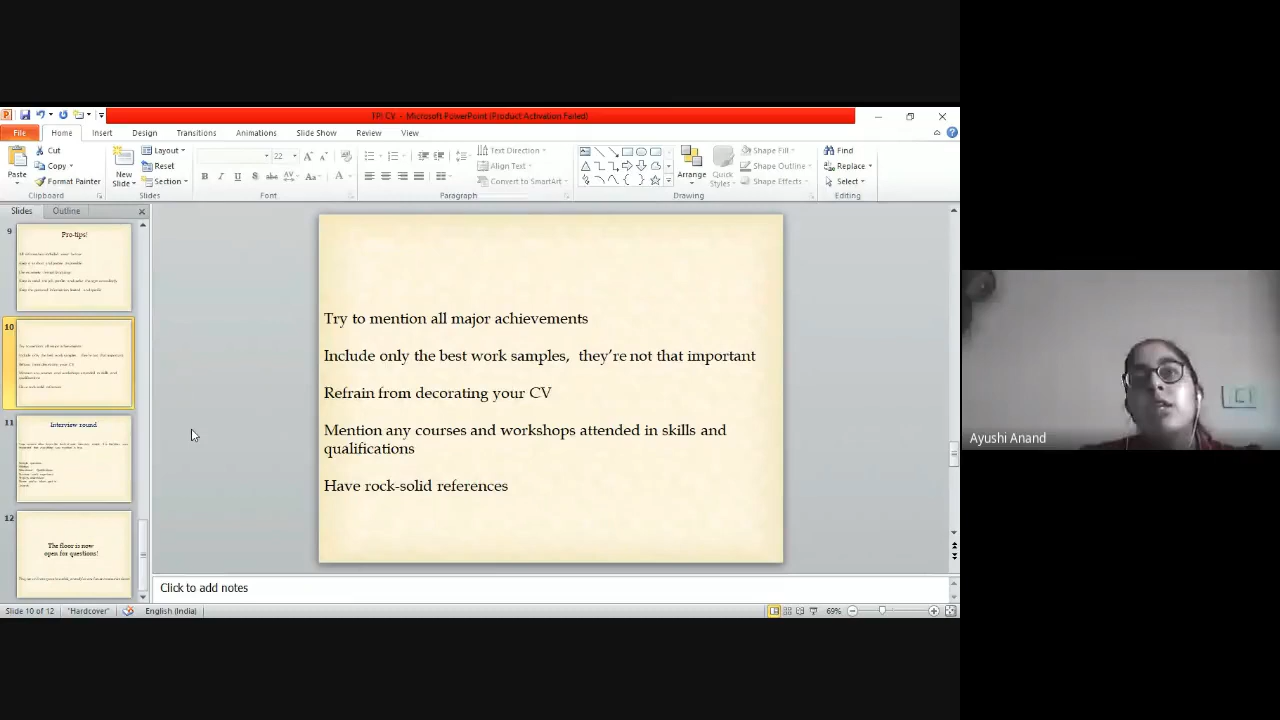 FPJ CV - Microsoft PowerPoint (Product Activation Failed)
File Home Insert Design Transitions Animations Slide Show Review View
Paste
Cut
Copy
Format Painter
Clipboard
New Slide
Layout
Reset
Section
Slides
22
Font
Text Direction
Align Text
Convert to SmartArt
Paragraph
Arrange
Quick Styles
Shape Fill
Shape Outline
Shape Effects
Drawing
Find
Replace
Select
Editing
Slides Outline
9
Pro-tips!
10
11
Interview round
12
The floor is now
open for questions!
Try to mention all major achievements
Include only the best work samples, they're not that important
Refrain from decorating your CV
Mention any courses and workshops attended in skills and
qualifications
Have rock-solid references
Click to add notes
Slide 10 of 12 "Hardcover" English (India) 69%
Ayushi Anand